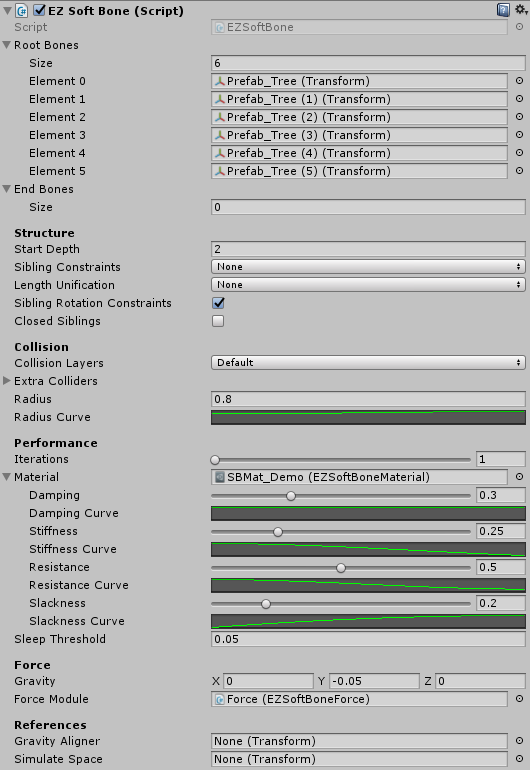 EZ Soft Bone (Script)
Script EZSoftBone
Root Bones
Size 6
Element 0 Prefab_Tree (Transform)
Element 1 Prefab_Tree (1) (Transform)
Element 2 Prefab_Tree (2) (Transform)
Element 3 Prefab_Tree (3) (Transform)
Element 4 Prefab_Tree (4) (Transform)
Element 5 Prefab_Tree (5) (Transform)
End Bones
Size 0
Structure
Start Depth 2
Sibling Constraints None
Length Unification None
Sibling Rotation Constraints
Closed Siblings
Collision
Collision Layers Default
Extra Colliders
Radius 0.8
Radius Curve
Performance
Iterations 1
Material SBMat_Demo (EZSoftBoneMaterial)
Damping 0.3
Damping Curve
Stiffness 0.25
Stiffness Curve
Resistance 0.5
Resistance Curve
Slackness 0.2
Slackness Curve
Sleep Threshold 0.05
Force
Gravity X 0 Y -0.05 Z 0
Force Module Force (EZSoftBoneForce)
References
Gravity Aligner None (Transform)
Simulate Space None (Transform)